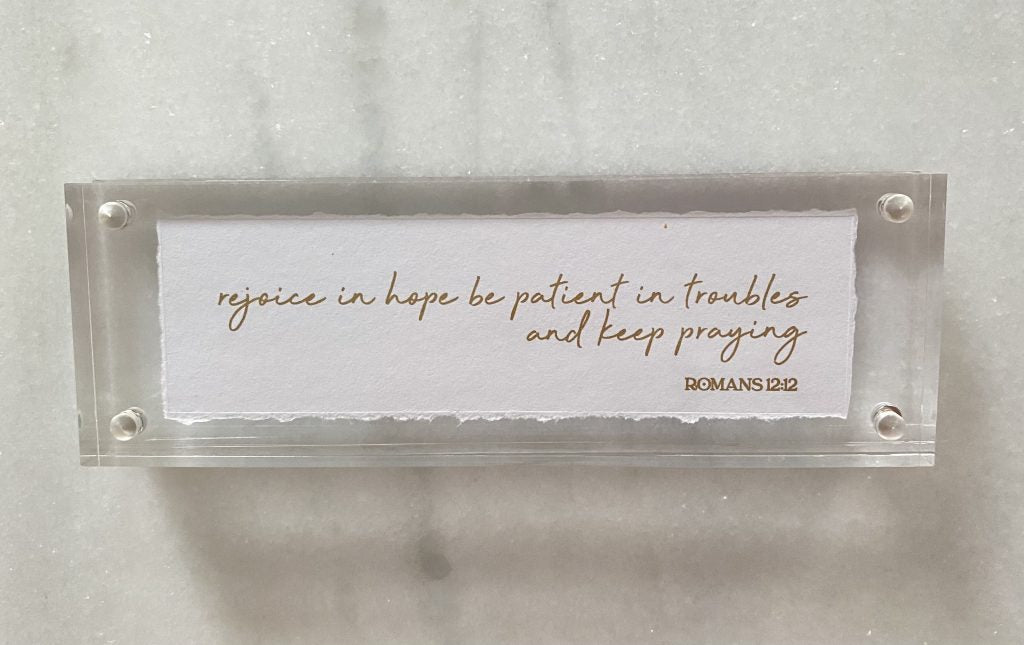 rejoice in hope be patient in troubles
and keep praying
ROMANS 12:12